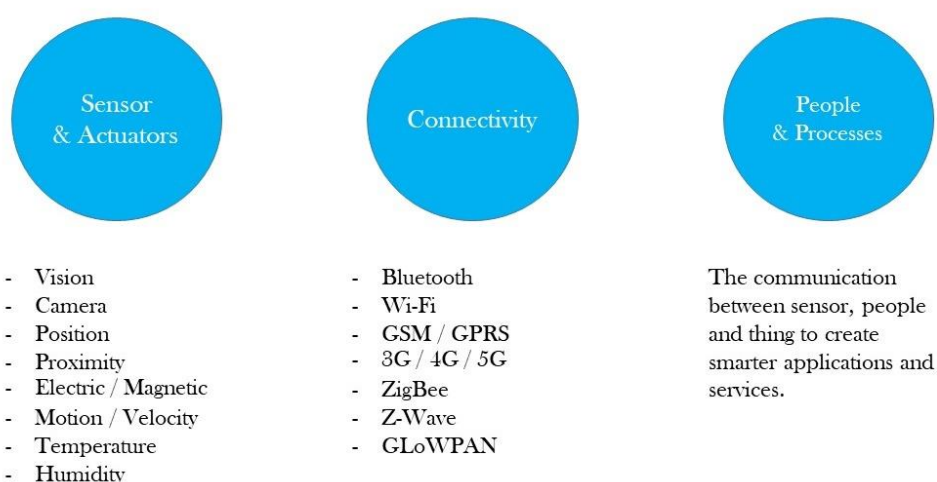 Sensor
& Actuators
- Vision
- Camera
- Position
- Proximity
- Electric / Magnetic
- Motion / Velocity
- Temperature
- Humidity
Connectivity
- Bluetooth
- Wi-Fi
- GSM / GPRS
- 3G / 4G / 5G
- ZigBee
- Z-Wave
- GLoWPAN
People
& Processes
The communication
between sensor, people
and thing to create
smarter applications and
services.